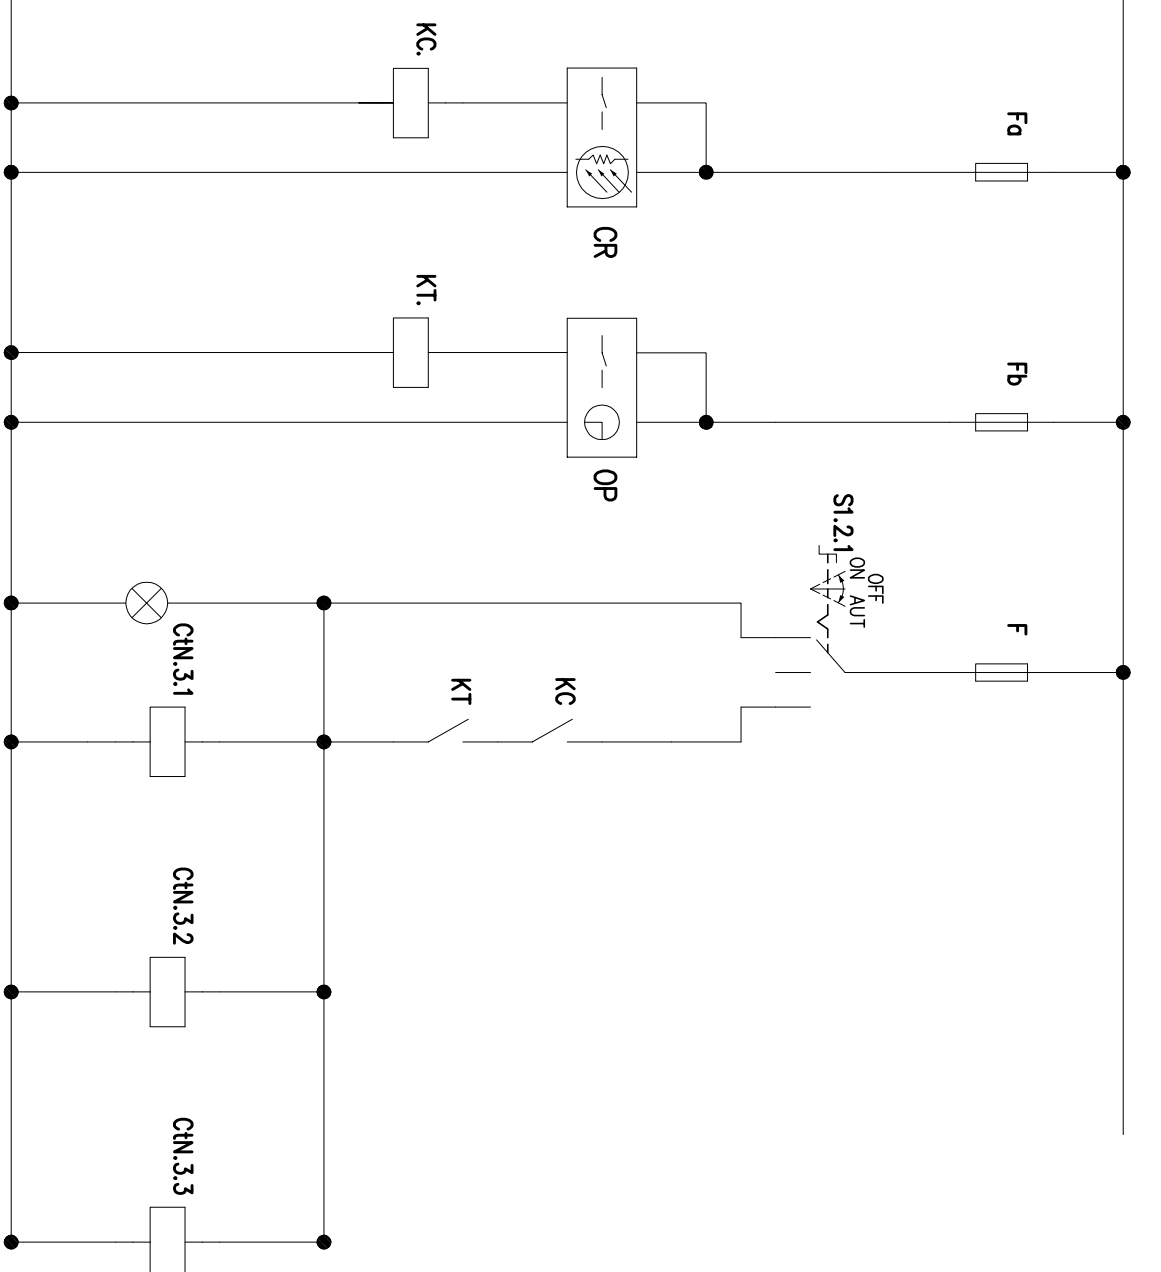 KC.
Fa
CR
KT.
Fb
OP
S1.2.1
ON
OFF
AUT
F
CtN.3.1
KT
KC
CtN.3.2
CtN.3.3